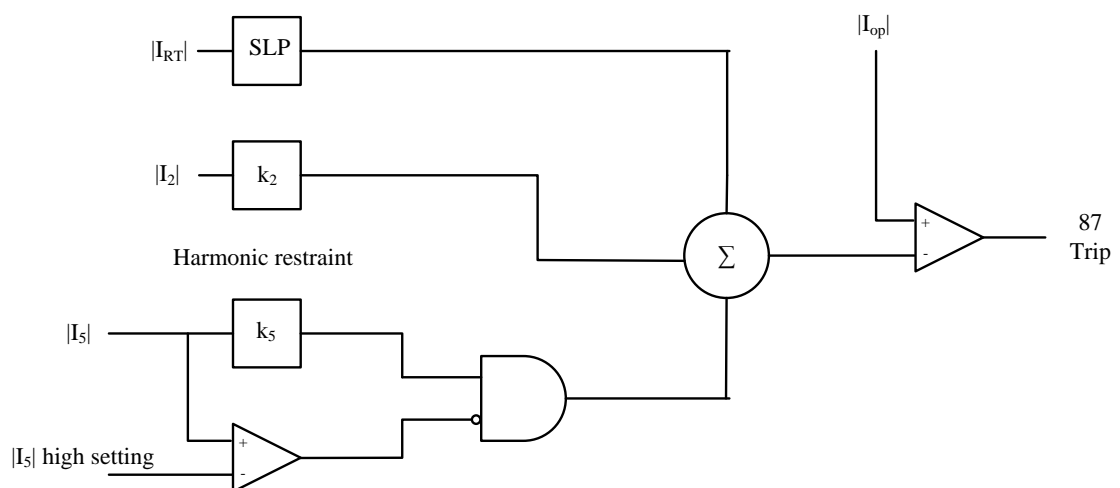 |I_RT|
SLP
|I_op|
|I_2|
k_2
Harmonic restraint
Σ
+
-
87
Trip
|I_5|
k_5
|I_5| high setting
+
-